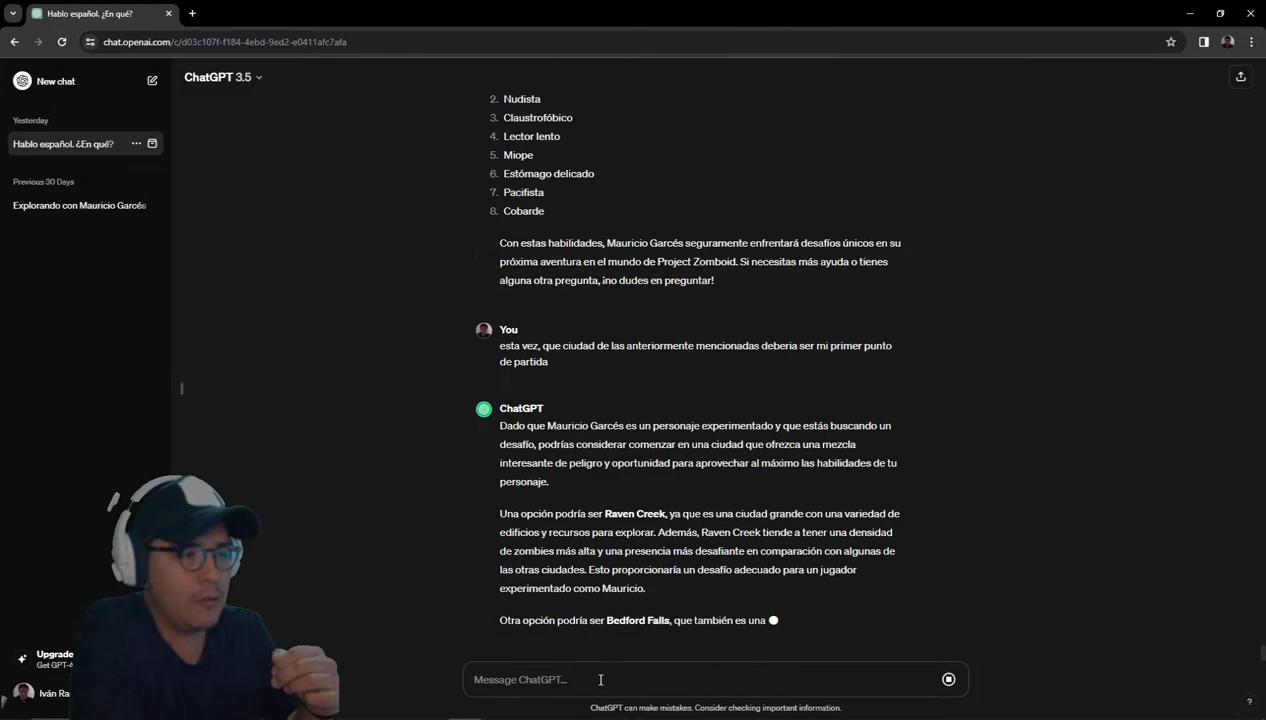 Hablo español. ¿En qué?
chat.openai.com/c/d03c107f-f184-4ebd-9ed2-e0411afc7afa
New chat
ChatGPT 3.5
Yesterday
Hablo español. ¿En qué?
Previous 30 Days
Explorando con Mauricio Garcés
2. Nudista
3. Claustrofóbico
4. Lector lento
5. Miope
6. Estómago delicado
7. Pacifista
8. Cobarde
Con estas habilidades, Mauricio Garcés seguramente enfrentará desafíos únicos en su
próxima aventura en el mundo de Project Zomboid. Si necesitas más ayuda o tienes
alguna otra pregunta, ¡no dudes en preguntar!
You
esta vez, que ciudad de las anteriormente mencionadas deberia ser mi primer punto
de partida
ChatGPT
Dado que Mauricio Garcés es un personaje experimentado y que estás buscando un
desafío, podrías considerar comenzar en una ciudad que ofrezca una mezcla
interesante de peligro y oportunidad para aprovechar al máximo las habilidades de tu
personaje.
Una opción podría ser Raven Creek, ya que es una ciudad grande con una variedad de
edificios y recursos para explorar. Además, Raven Creek tiende a tener una densidad
de zombies más alta y una presencia más desafiante en comparación con algunas de
las otras ciudades. Esto proporcionaría un desafío adecuado para un jugador
experimentado como Mauricio.
Otra opción podría ser Bedford Falls, que también es una
Upgrade
Get GPT-4
Iván Ra
Message ChatGPT...
ChatGPT can make mistakes. Consider checking important information.
?